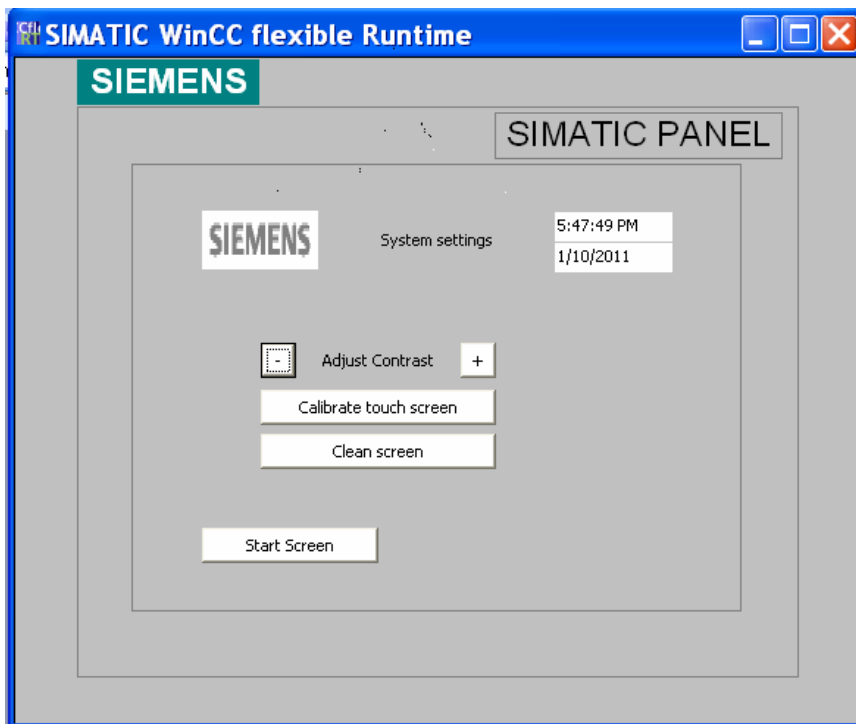 SIMATIC WinCC flexible Runtime
SIEMENS
SIMATIC PANEL
SIEMENS
System settings
5:47:49 PM
1/10/2011
- Adjust Contrast +
Calibrate touch screen
Clean screen
Start Screen